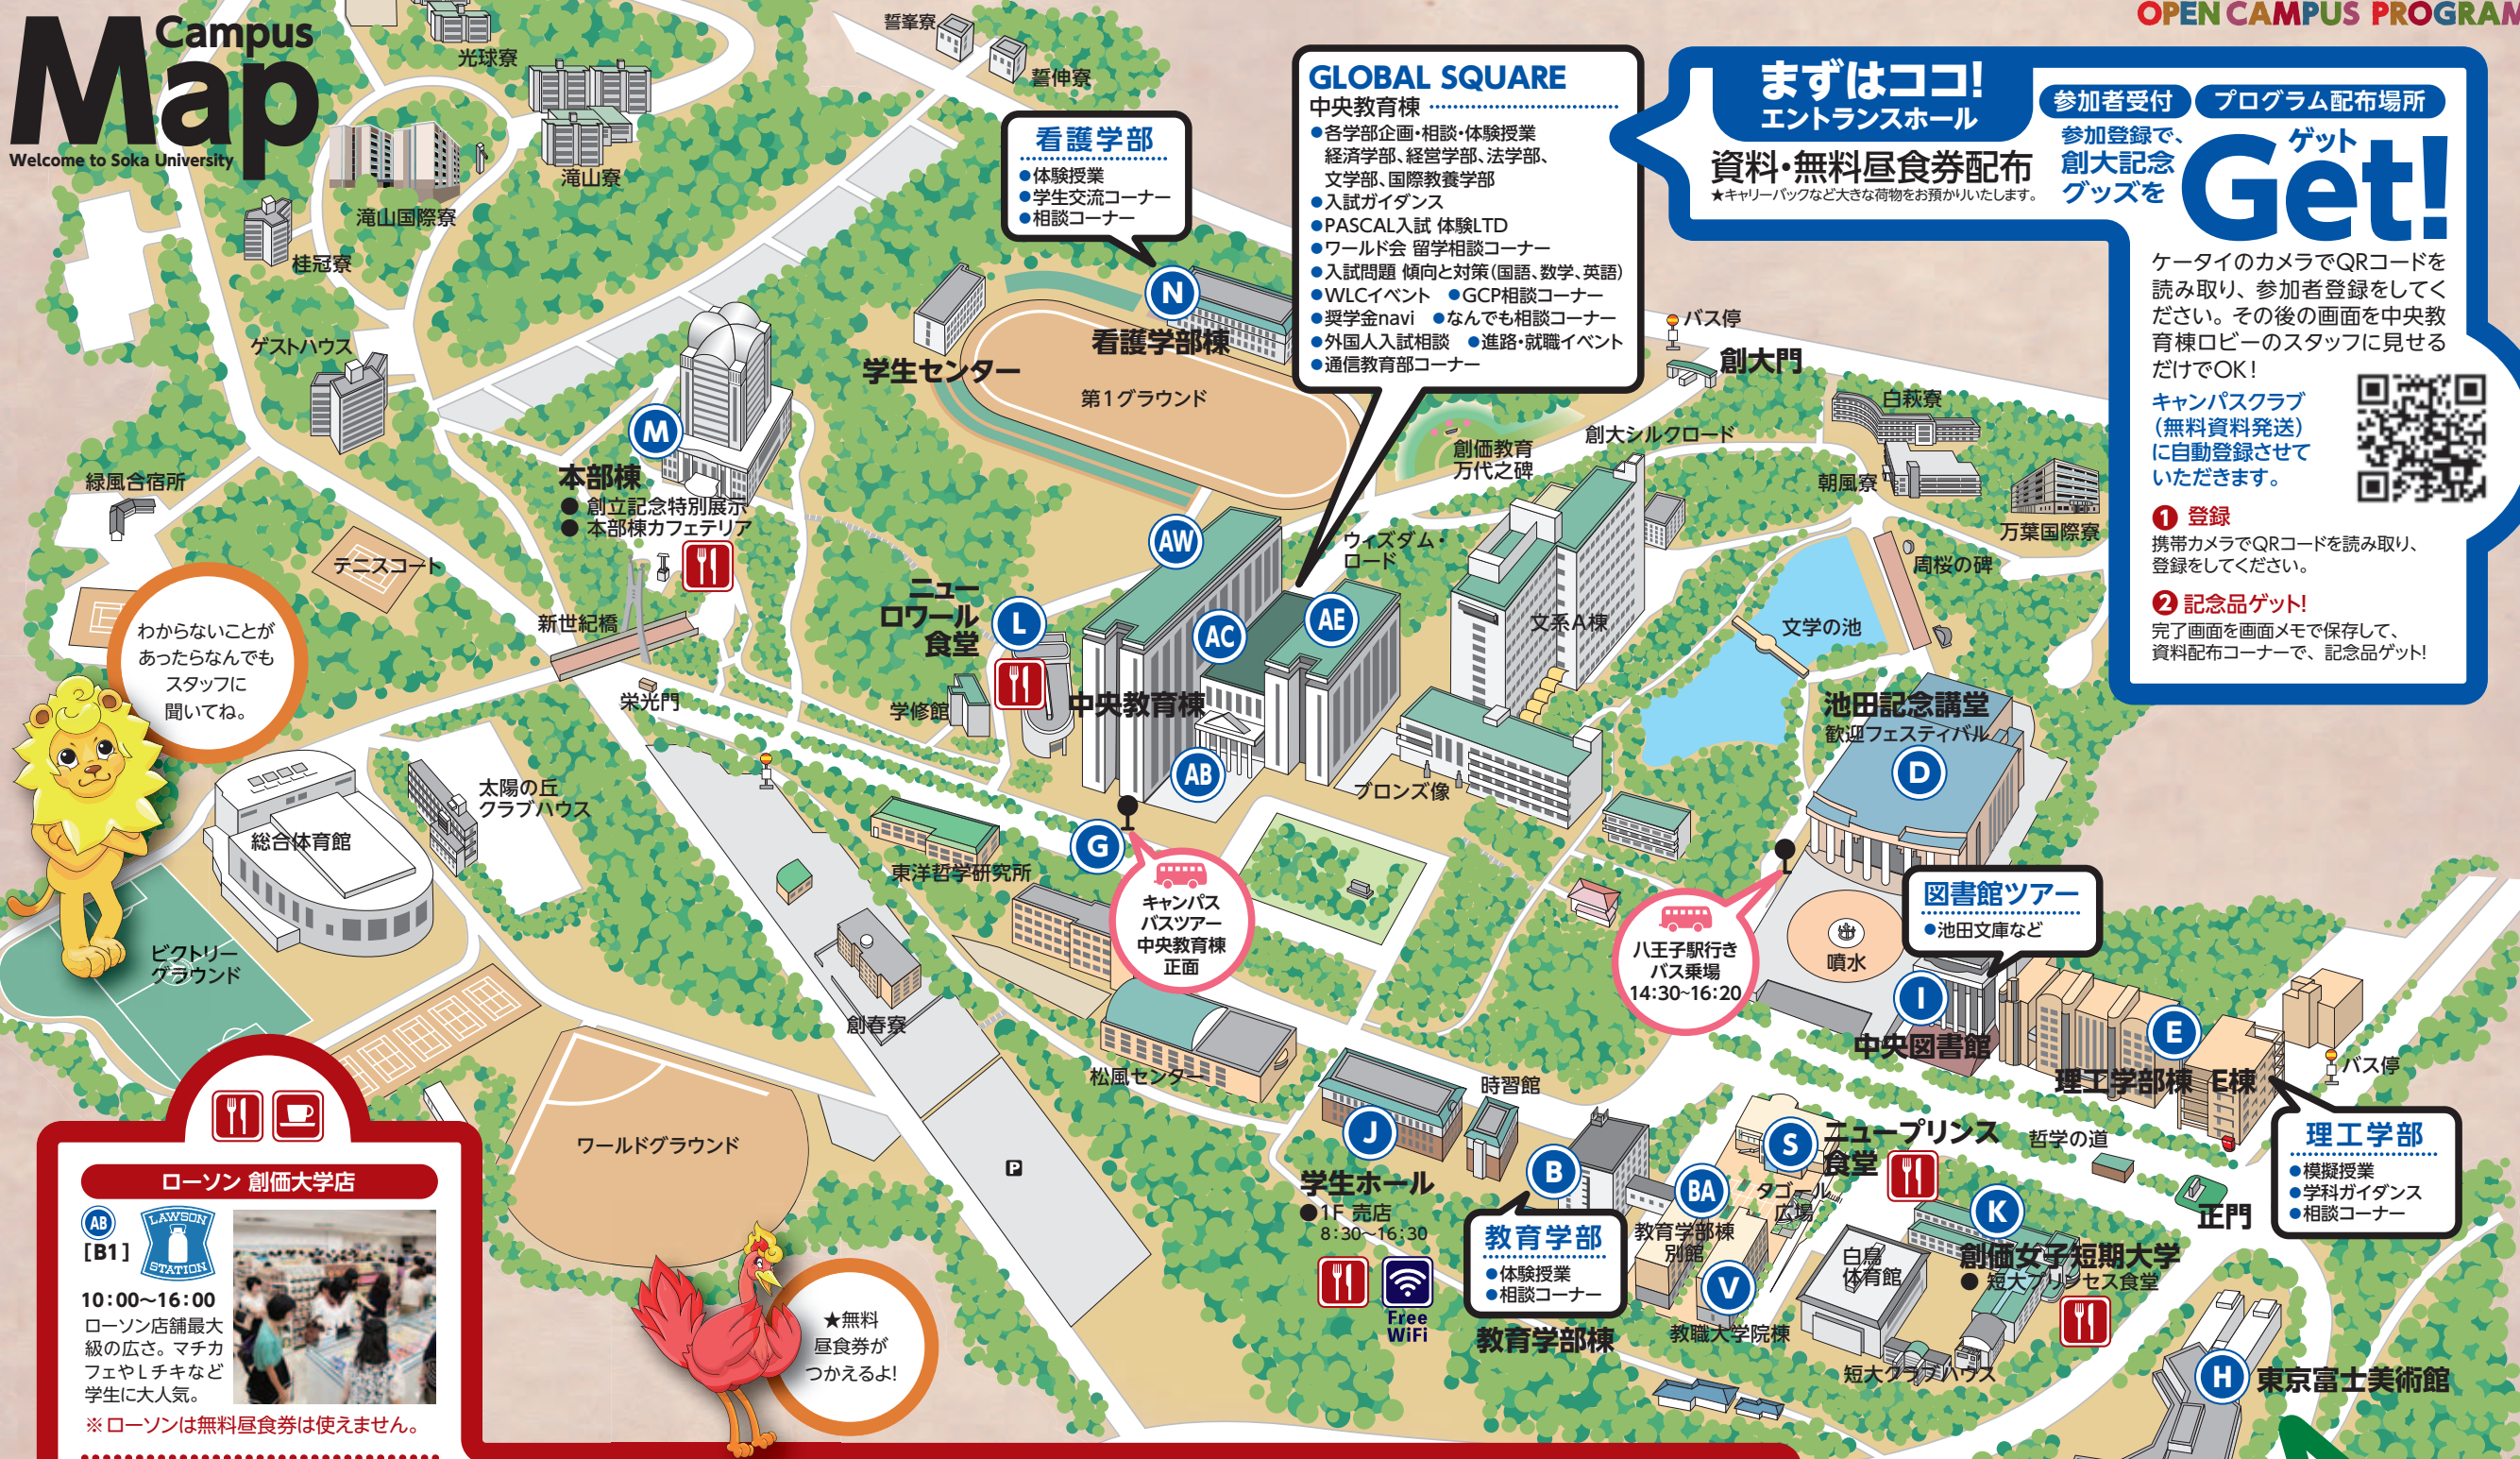 Campus
Map
Welcome to Soka University
OPEN CAMPUS PROGRAM
光球寮
誓峯寮
誓伸寮
滝山寮
滝山国際寮
桂冠寮
ゲストハウス
緑風合宿所
テニスコート
看護学部
●体験授業
●学生交流コーナー
●相談コーナー
N
看護学部棟
学生センター
第1グラウンド
GLOBAL SQUARE
中央教育棟
●各学部企画・相談・体験授業
経済学部、経営学部、法学部、
文学部、国際教養学部
●入試ガイダンス
●PASCAL入試 体験LTD
●ワールド会 留学相談コーナー
●入試問題 傾向と対策(国語、数学、英語)
●WLCイベント ●GCP相談コーナー
●奨学金navi ●なんでも相談コーナー
●外国人入試相談 ●進路・就職イベント
●通信教育部コーナー
まずはココ!
エントランスホール
資料・無料昼食券配布
★キャリーバックなど大きな荷物をお預かりいたします。
参加者受付
プログラム配布場所
参加登録で、
創大記念
グッズを
ゲット
Get!
ケータイのカメラでQRコードを
読み取り、参加者登録をしてく
ださい。その後の画面を中央教
育棟ロビーのスタッフに見せる
だけでOK!
キャンパスクラブ
(無料資料発送)
に自動登録させて
いただきます。
1 登録
携帯カメラでQRコードを読み取り、
登録をしてください。
2 記念品ゲット!
完了画面を画面メモで保存して、
資料配布コーナーで、記念品ゲット!
バス停
創大門
白萩寮
創大シルクロード
創価教育
万代之碑
朝風寮
万葉国際寮
周桜の碑
M
本部棟
● 創立記念特別展示
● 本部棟カフェテリア
新世紀橋
栄光門
AW
AC
AE
AB
ウィズダム・
ロード
文系A棟
文学の池
ニュー
ロワール
食堂
L
学修館
中央教育棟
ブロンズ像
池田記念講堂
歓迎フェスティバル
D
わからないことが
あったらなんでも
スタッフに
聞いてね。
総合体育館
太陽の丘
クラブハウス
ビクトリー
グラウンド
東洋哲学研究所
G
キャンパス
バスツアー
中央教育棟
正面
八王子駅行き
バス乗場
14:30~16:20
噴水
図書館ツアー
●池田文庫など
I
中央図書館
E
理工学部棟 E棟
バス停
理工学部
●模擬授業
●学科ガイダンス
●相談コーナー
創春寮
松風センター
ワールドグラウンド
P
時習館
J
学生ホール
●1F 売店
8:30~16:30
Free
WiFi
B
教育学部
●体験授業
●相談コーナー
教育学部棟
BA
教育学部棟
別館
V
教職大学院棟
S
ニュープリンス
食堂
タゴール
広場
哲学の道
正門
K
創価女子短期大学
● 短大プリンセス食堂
白鳥
体育館
短大クラブハウス
H
東京富士美術館
ローソン 創価大学店
AB
[B1]
LAWSON
STATION
10:00~16:00
ローソン店舗最大
級の広さ。マチカ
フェやLチキなど
学生に大人気。
※ローソンは無料昼食券は使えません。
★無料
昼食券が
つかえるよ!